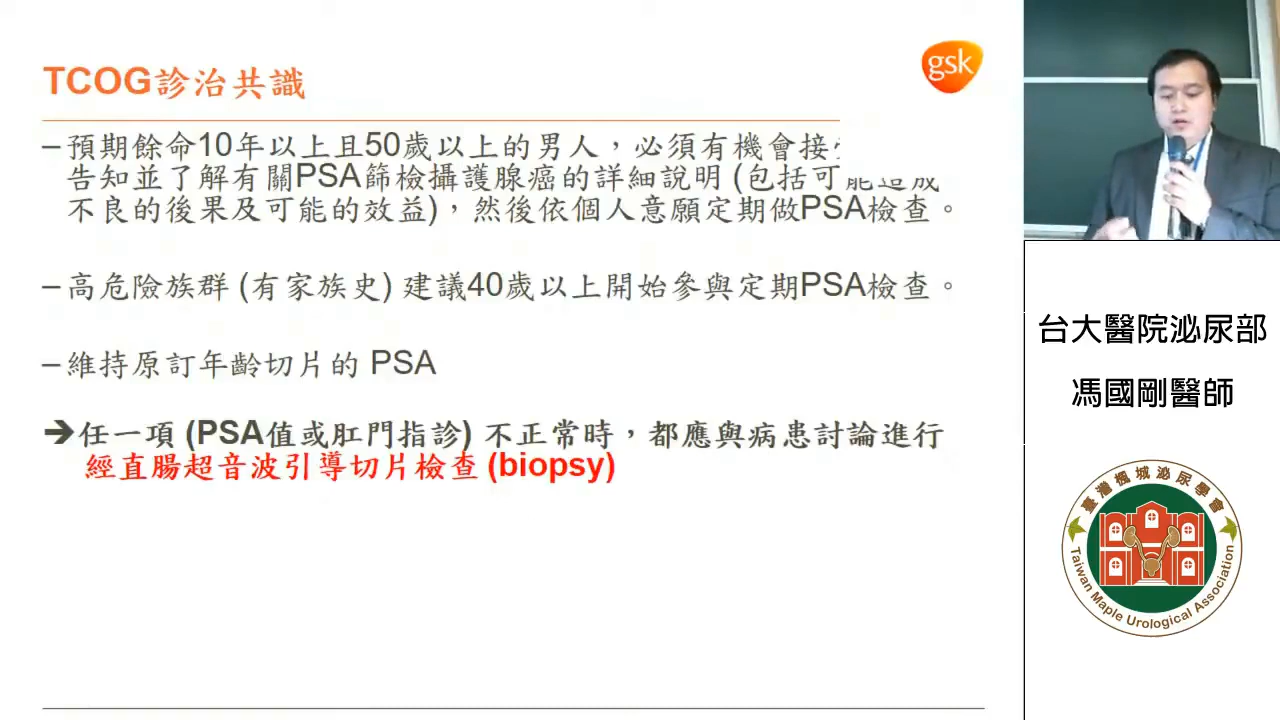 TCOG診治共識
gsk
–預期餘命10年以上且50歲以上的男人，必須有機會接
告知並了解有關PSA篩檢攝護腺癌的詳細說明 (包括可能造成
不良的後果及可能的效益)，然後依個人意願定期做PSA檢查。
–高危險族群 (有家族史) 建議40歲以上開始參與定期PSA檢查。
–維持原訂年齡切片的 PSA
➔任一項 (PSA值或肛門指診) 不正常時，都應與病患討論進行
經直腸超音波引導切片檢查 (biopsy)
台大醫院泌尿部
馮國剛醫師
臺灣楓城泌尿學會
Taiwan Maple Urological Association